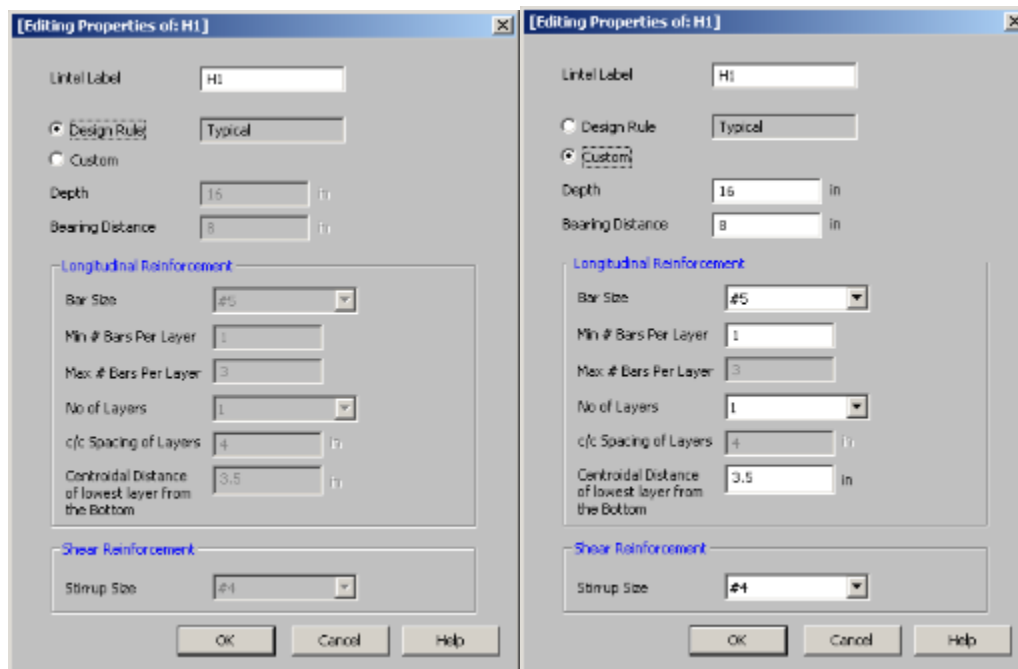 [Editing Properties of: H1]
Lintel Label H1
Design Rule Typical
Custom
Depth 16 in
Bearing Distance 8 in
Longitudinal Reinforcement
Bar Size #5
Min # Bars Per Layer 1
Max # Bars Per Layer 3
No of Layers 1
c/c Spacing of Layers 4 in
Centroidal Distance
of lowest layer from
the Bottom
3.5 in
Shear Reinforcement
Stirrup Size #4
OK Cancel Help
[Editing Properties of: H1]
Lintel Label H1
Design Rule Typical
Custom
Depth 16 in
Bearing Distance 8 in
Longitudinal Reinforcement
Bar Size #5
Min # Bars Per Layer 1
Max # Bars Per Layer 3
No of Layers 1
c/c Spacing of Layers 4 in
Centroidal Distance
of lowest layer from
the Bottom
3.5 in
Shear Reinforcement
Stirrup Size #4
OK Cancel Help